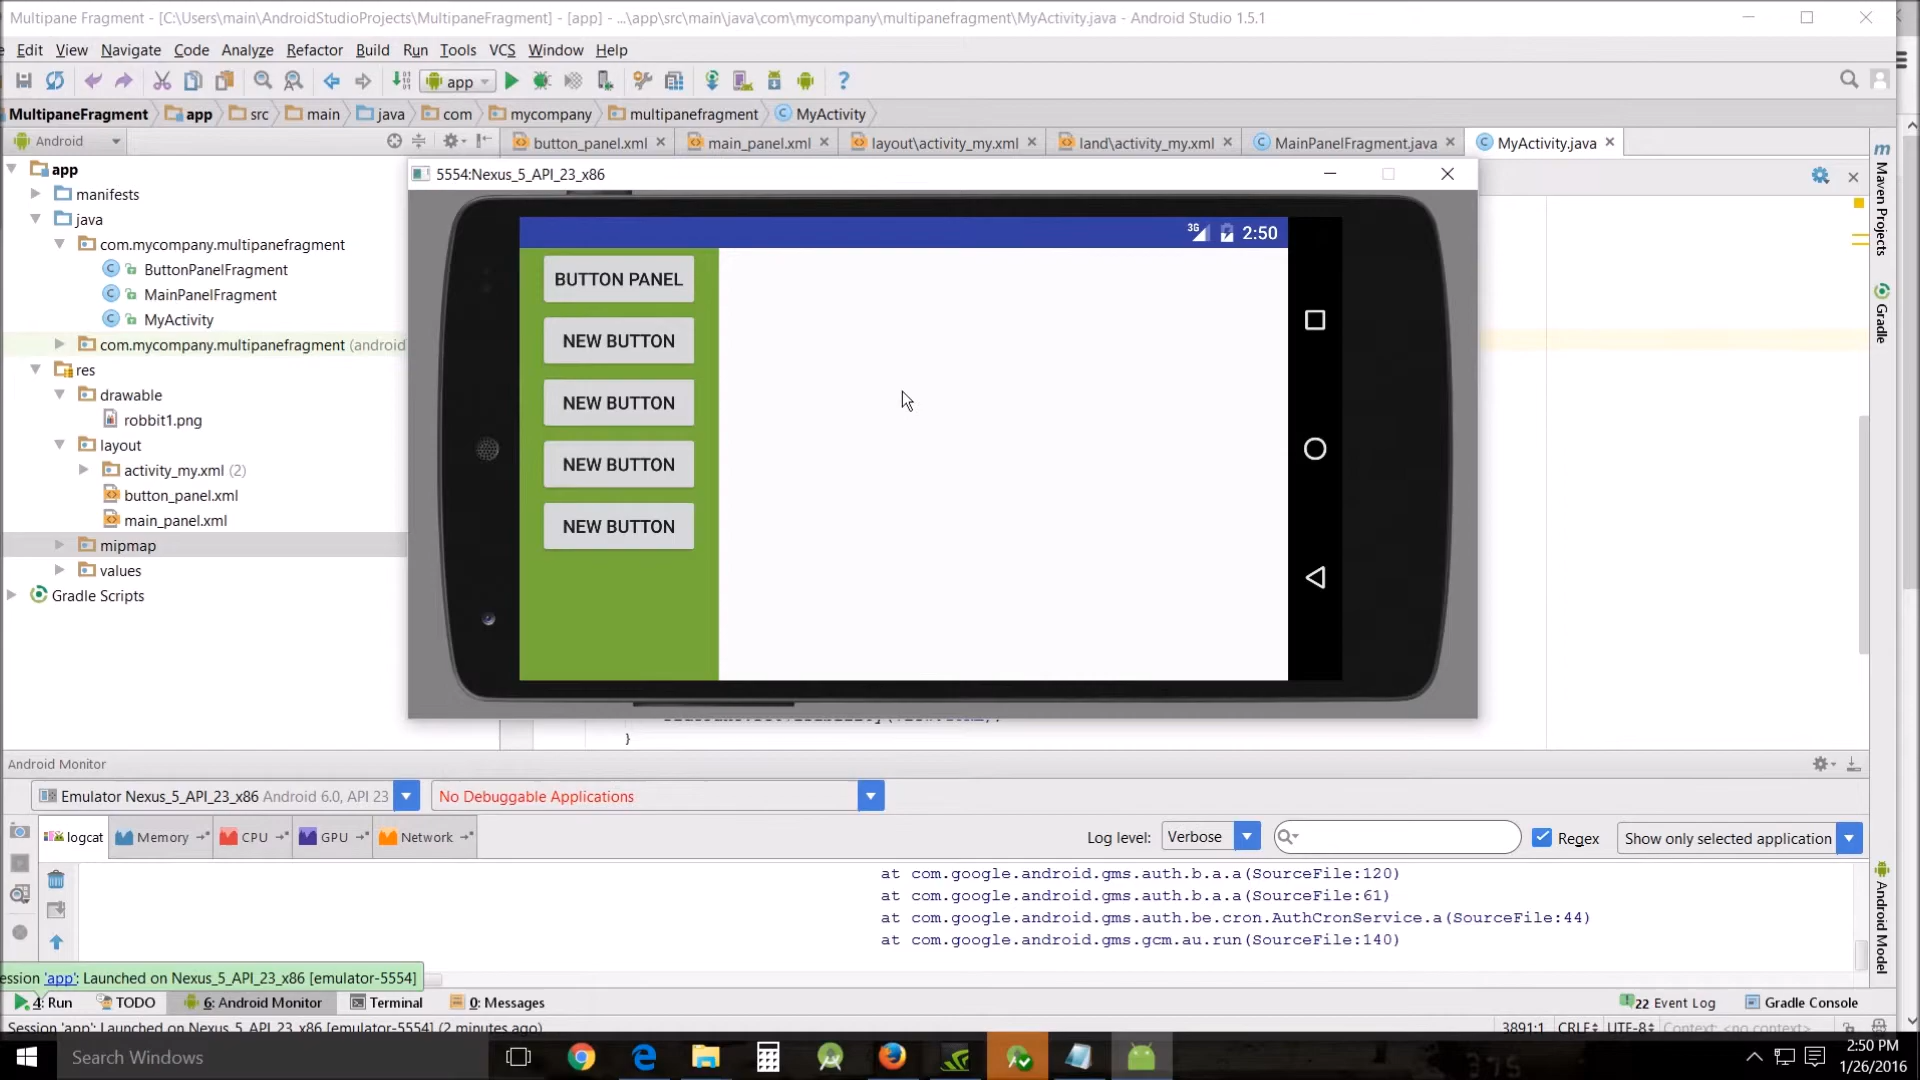 Multipane Fragment - [C:\Users\main\AndroidStudioProjects\MultipaneFragment] - [app] - ...\app\src\main\java\com\mycompany\multipanefragment\MyActivity.java - Android Studio 1.5.1
Edit View Navigate Code Analyze Refactor Build Run Tools VCS Window Help
app
MultipaneFragment app src main java com mycompany multipanefragment MyActivity
Android
button_panel.xml main_panel.xml layout\activity_my.xml land\activity_my.xml MainPanelFragment.java MyActivity.java
app
manifests
java
com.mycompany.multipanefragment
ButtonPanelFragment
MainPanelFragment
MyActivity
com.mycompany.multipanefragment (android
res
drawable
robbit1.png
layout
activity_my.xml (2)
button_panel.xml
main_panel.xml
mipmap
values
Gradle Scripts
5554:Nexus_5_API_23_x86
3G 2:50
BUTTON PANEL
NEW BUTTON
NEW BUTTON
NEW BUTTON
NEW BUTTON
}
Maven Projects
Gradle
Android Model
Android Monitor
Emulator Nexus_5_API_23_x86 Android 6.0, API 23
No Debuggable Applications
logcat Memory CPU GPU Network
Log level: Verbose
Regex
Show only selected application
at com.google.android.gms.auth.b.a.a(SourceFile:120)
at com.google.android.gms.auth.b.a.a(SourceFile:61)
at com.google.android.gms.auth.be.cron.AuthCronService.a(SourceFile:44)
at com.google.android.gms.gcm.au.run(SourceFile:140)
ession 'app': Launched on Nexus_5_API_23_x86 [emulator-5554]
4: Run TODO 6: Android Monitor Terminal 0: Messages
22 Event Log Gradle Console
Session 'app': Launched on Nexus_5_API_23_x86 [emulator-5554] (2 minutes ago)
3891:1 CRLF UTF-8 Context: <no context>
Search Windows
2:50 PM
1/26/2016